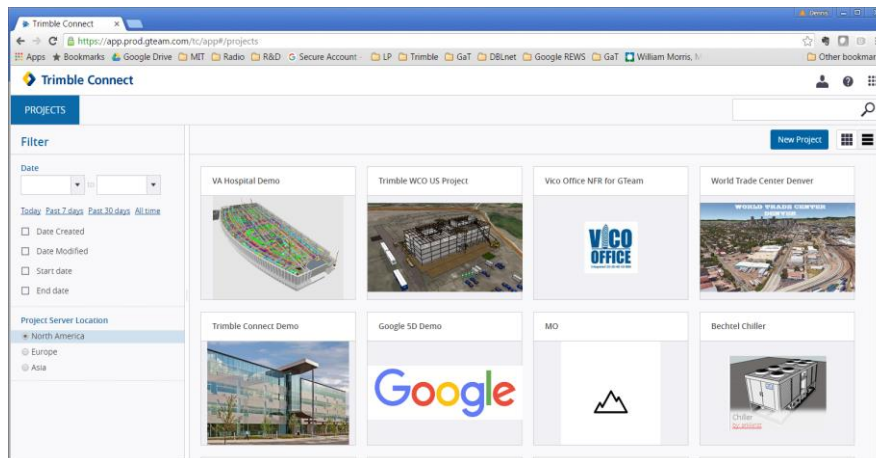 Trimble Connect
Dennis
https://app.prod.gteam.com/tc/app#/projects
Apps Bookmarks Google Drive MIT Radio R&D Secure Account LP Trimble GaT DBLnet Google REWS GaT William Morris, Other bookmar
Trimble Connect
PROJECTS
Filter
New Project
Date
to
Today Past 7 days Past 30 days All time
Date Created
Date Modified
Start date
End date
Project Server Location
North America
Europe
Asia
VA Hospital Demo
Trimble WCO US Project
Vico Office NFR for GTeam
World Trade Center Denver
VICO
OFFICE
WORLD TRADE CENTER
DENVER
Trimble Connect Demo
Google 5D Demo
MO
Bechtel Chiller
Google
Chiller